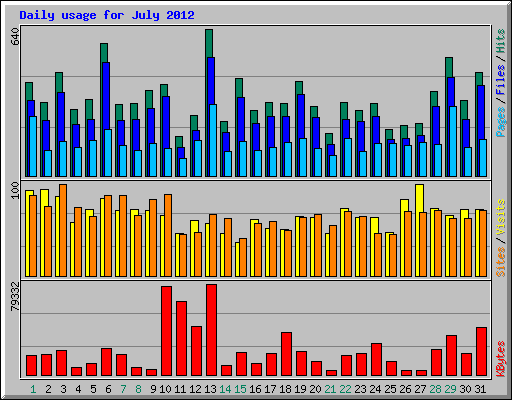 Daily usage for July 2012
640
Pages / Files / Hits
100
Sites / Visits
79332
KBytes
1 2 3 4 5 6 7 8 9 10 11 12 13 14 15 16 17 18 19 20 21 22 23 24 25 26 27 28 29 30 31